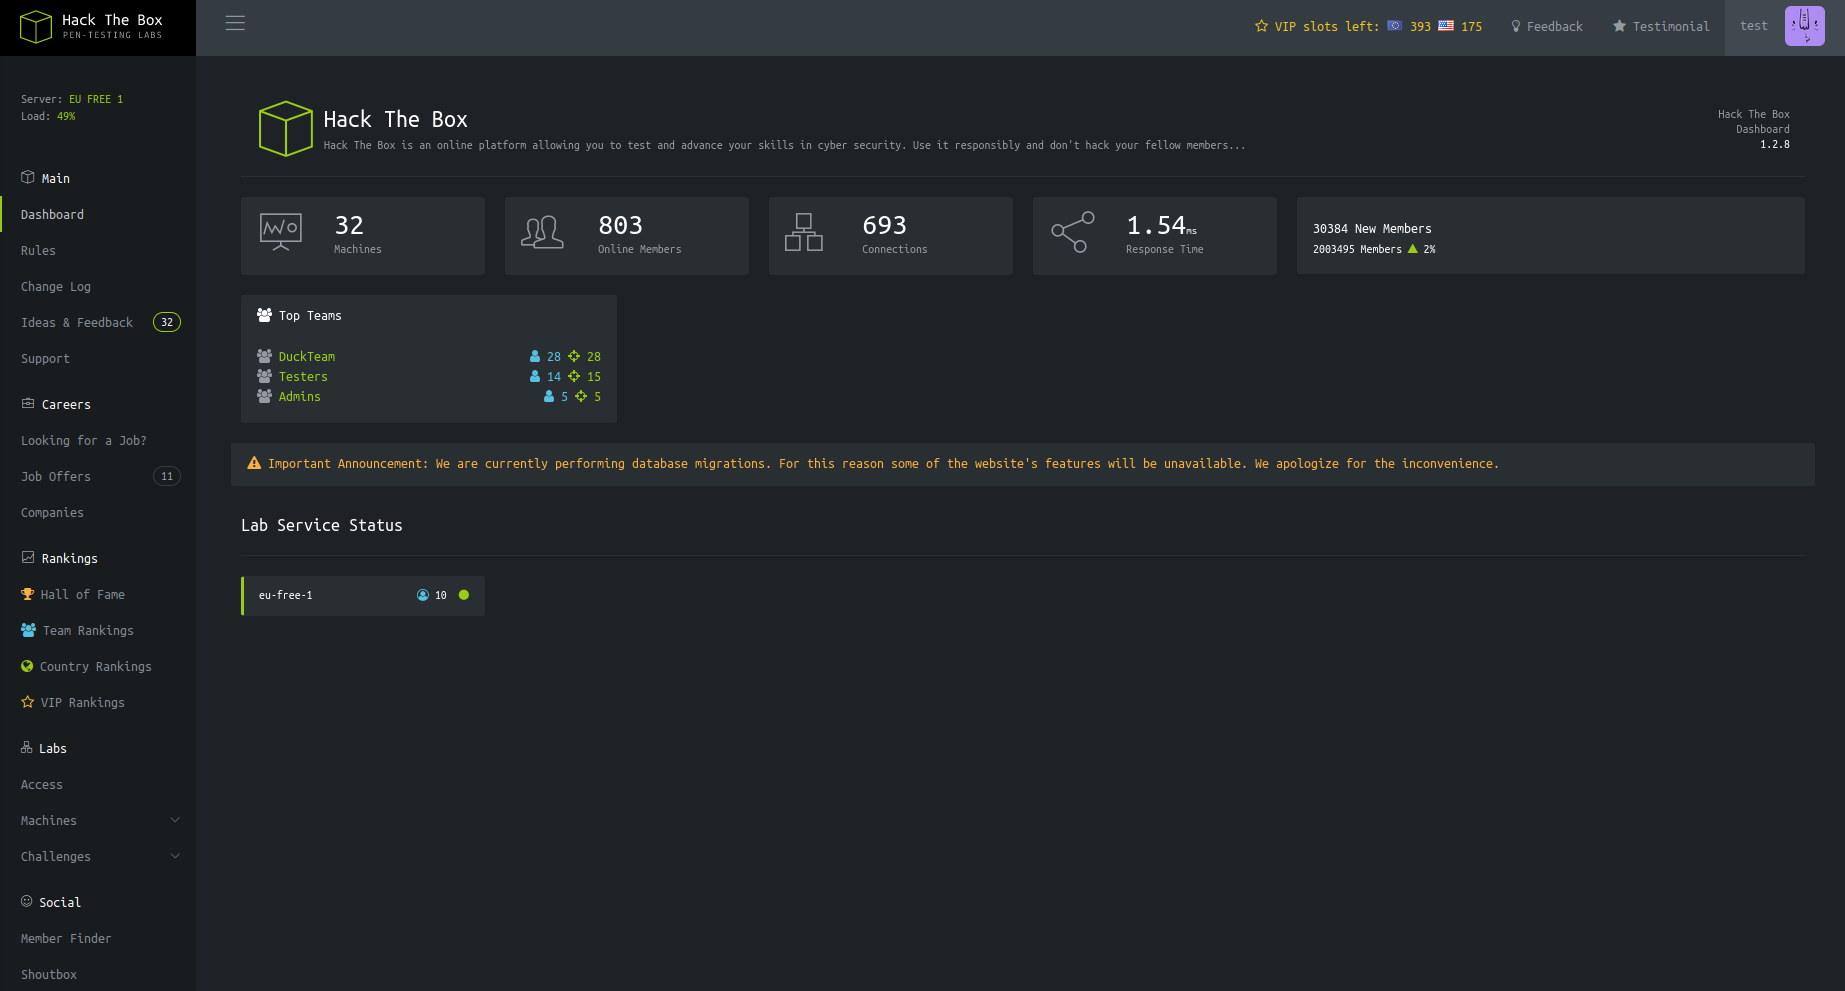 Hack The Box
PEN-TESTING LABS
VIP slots left: 393 175
Feedback
Testimonial
test
Server: EU FREE 1
Load: 49%
Main
Dashboard
Rules
Change Log
Ideas & Feedback 32
Support
Careers
Looking for a Job?
Job Offers 11
Companies
Rankings
Hall of Fame
Team Rankings
Country Rankings
VIP Rankings
Labs
Access
Machines
Challenges
Social
Member Finder
Shoutbox
Hack The Box
Hack The Box is an online platform allowing you to test and advance your skills in cyber security. Use it responsibly and don't hack your fellow members...
Hack The Box
Dashboard
1.2.8
32
Machines
803
Online Members
693
Connections
1.54ms
Response Time
30384 New Members
2003495 Members 2%
Top Teams
DuckTeam 28 28
Testers 14 15
Admins 5 5
Important Announcement: We are currently performing database migrations. For this reason some of the website's features will be unavailable. We apologize for the inconvenience.
Lab Service Status
eu-free-1 10